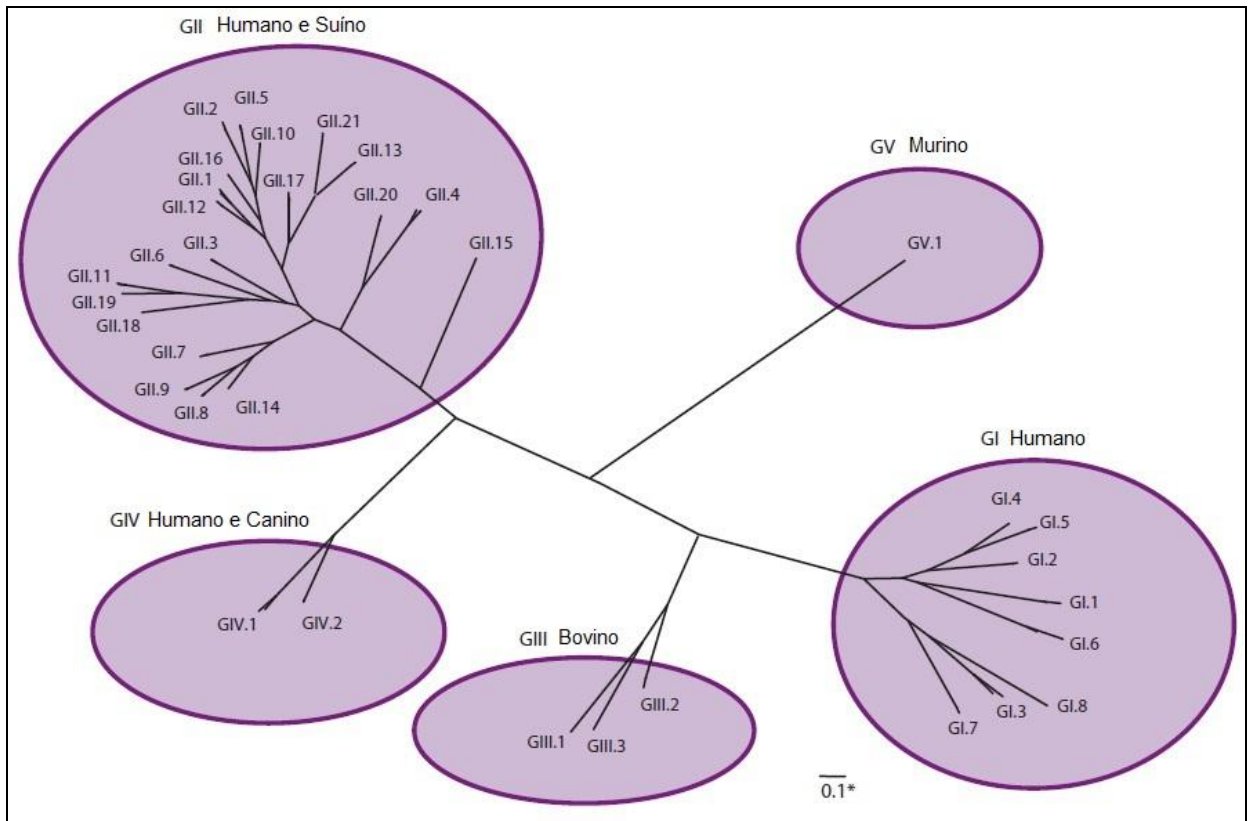 GII Humano e Suíno
GII.5
GII.2
GII.21
GII.10
GII.13
GII.16
GII.1
GII.17
GII.20
GII.4
GII.12
GII.3
GII.15
GII.6
GII.11
GII.19
GII.18
GII.7
GII.9
GII.8
GII.14
GV Murino
GV.1
GI Humano
GI.4
GI.5
GI.2
GI.1
GI.6
GI.8
GI.3
GI.7
GIV Humano e Canino
GIV.1
GIV.2
GIII Bovino
GIII.2
GIII.1
GIII.3
0.1*